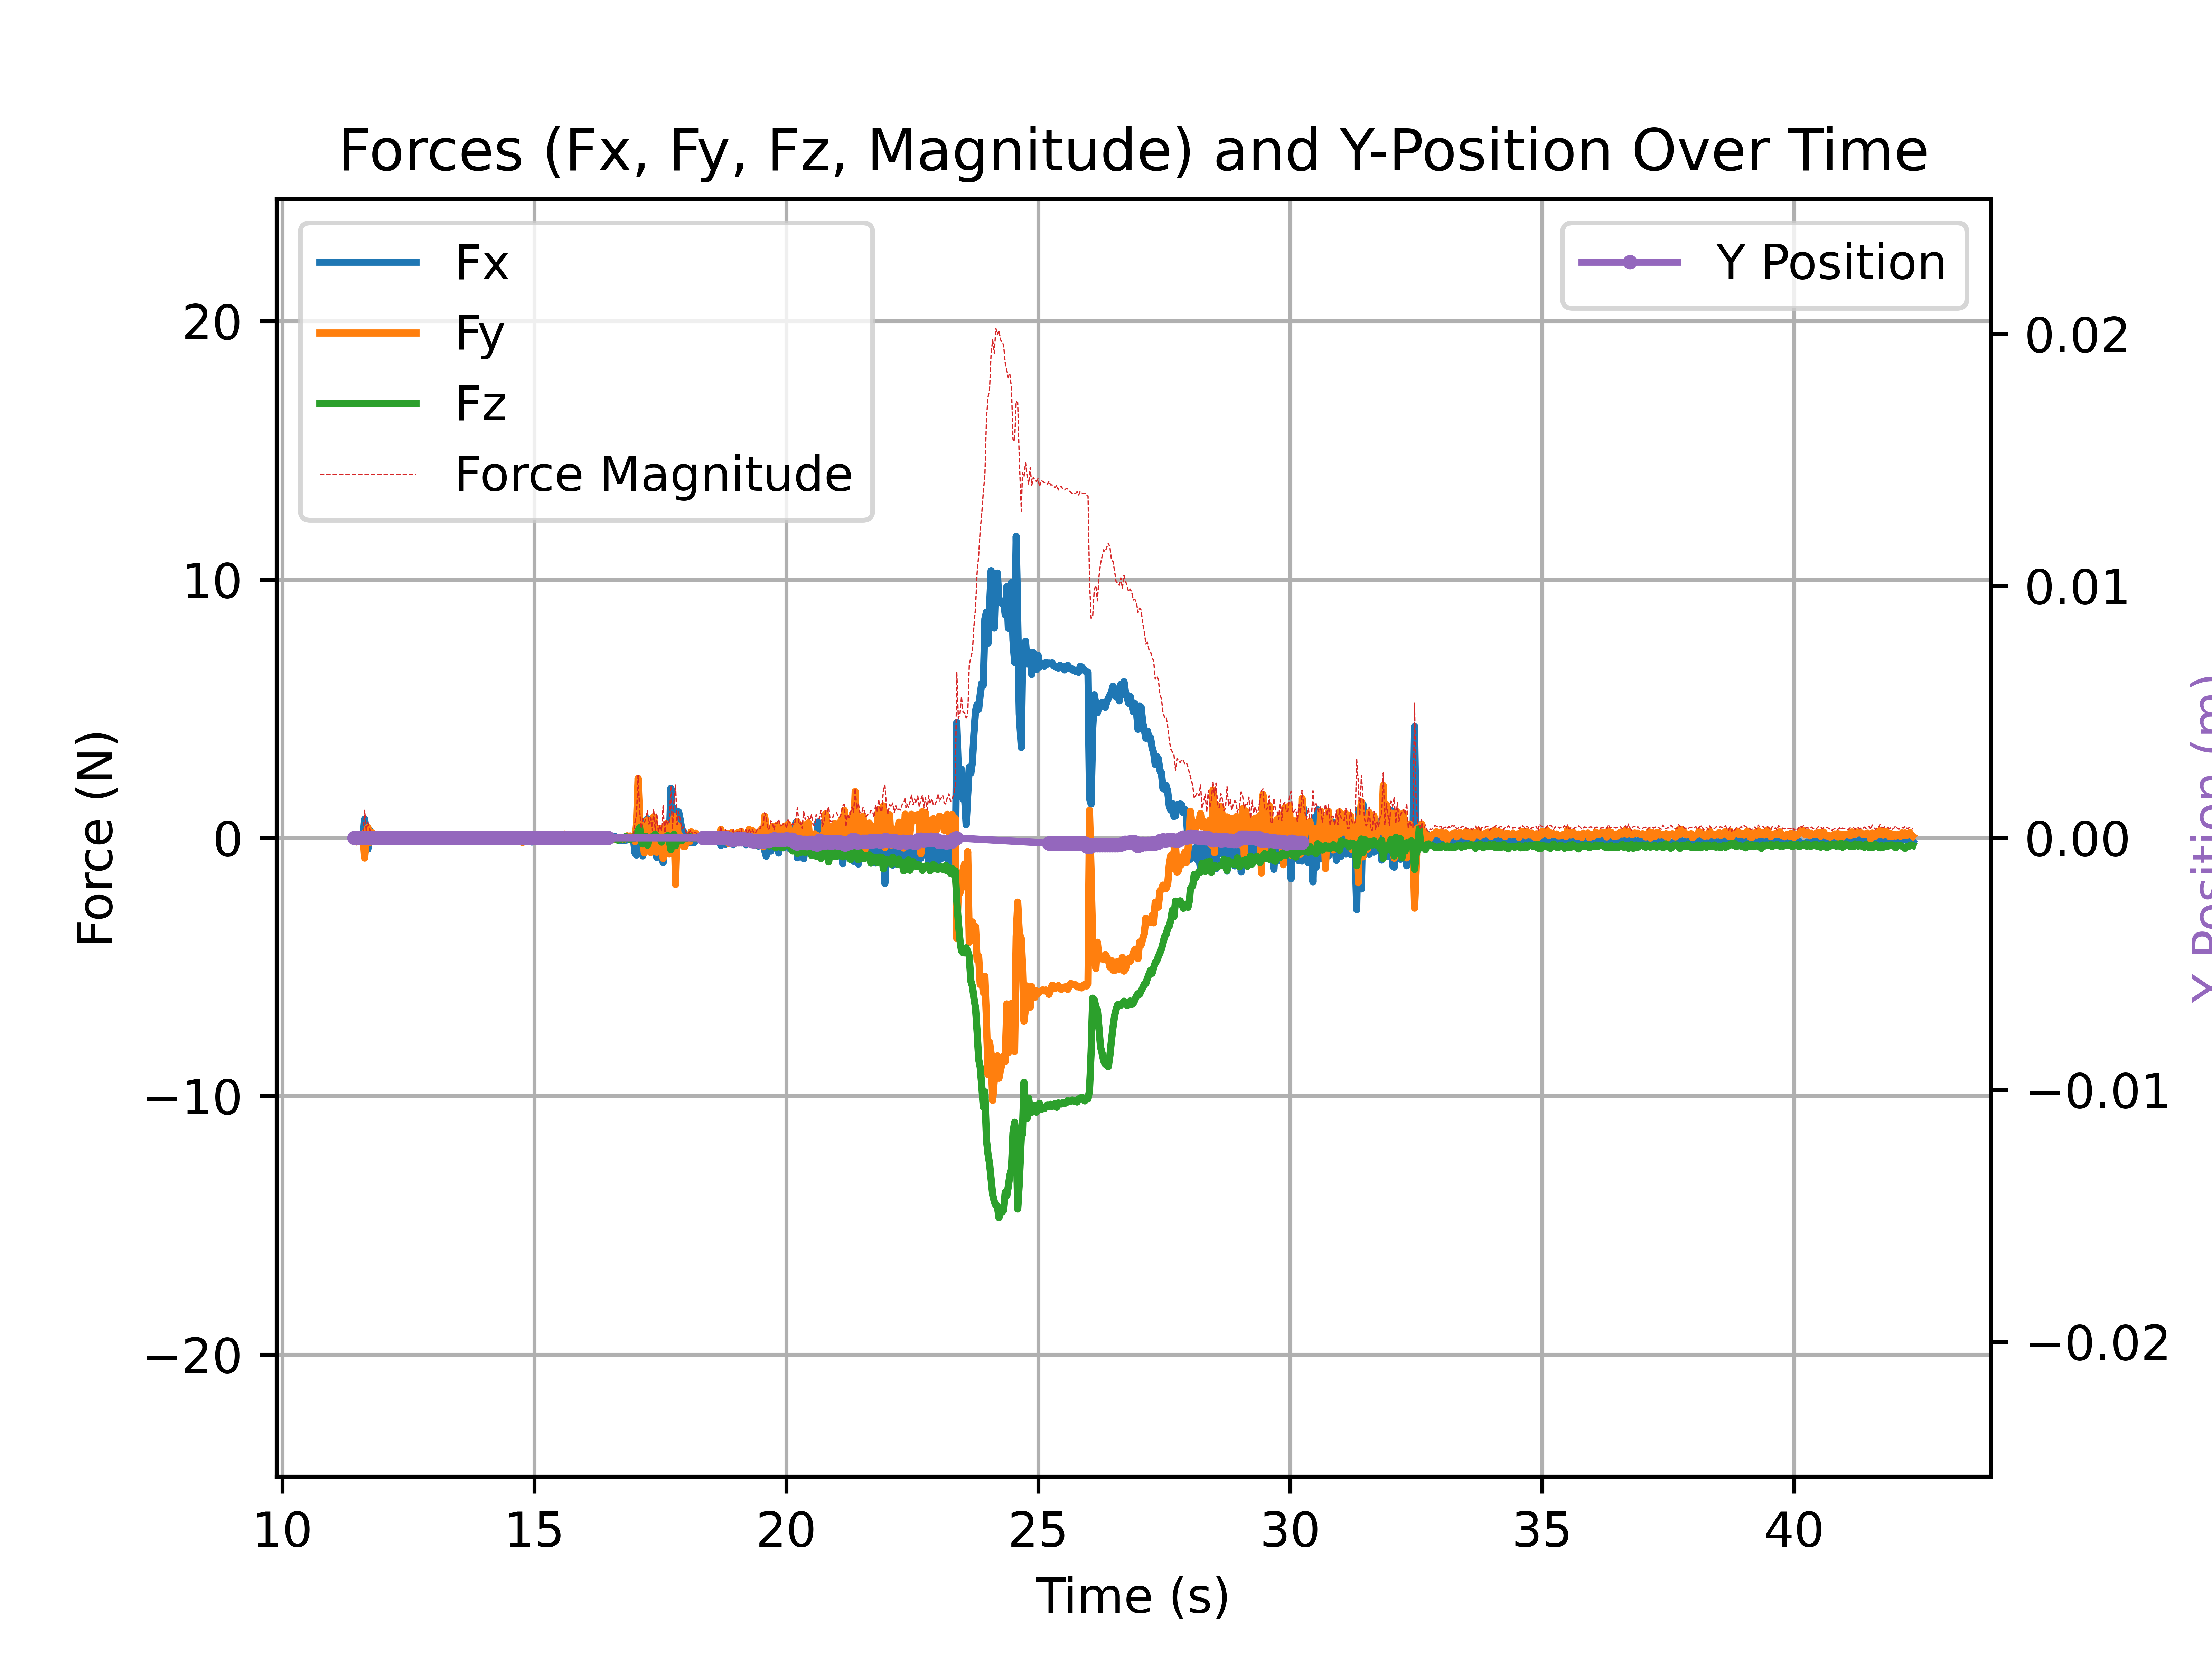 Forces (Fx, Fy, Fz, Magnitude) and Y-Position Over Time
Fx
Fy
Fz
Force Magnitude
Y Position
20
10
0
−10
−20
Force (N)
0.02
0.01
0.00
−0.01
−0.02
Y Position (m)
10 15 20 25 30 35 40
Time (s)